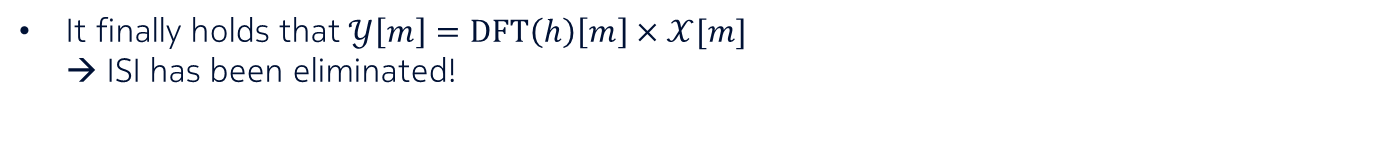 • It finally holds that 𝒴[m] = DFT(h)[m] × 𝒳[m]
→ ISI has been eliminated!